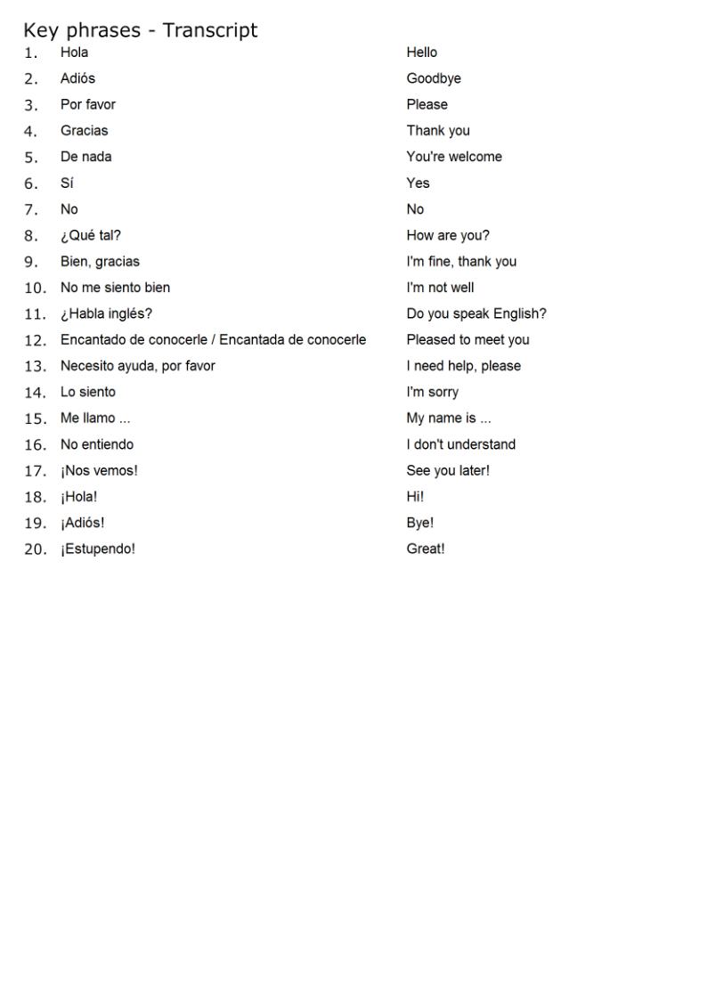 Key phrases - Transcript
1. Hola Hello
2. Adiós Goodbye
3. Por favor Please
4. Gracias Thank you
5. De nada You're welcome
6. Sí Yes
7. No No
8. ¿Qué tal? How are you?
9. Bien, gracias I'm fine, thank you
10. No me siento bien I'm not well
11. ¿Habla inglés? Do you speak English?
12. Encantado de conocerle / Encantada de conocerle Pleased to meet you
13. Necesito ayuda, por favor I need help, please
14. Lo siento I'm sorry
15. Me llamo ... My name is ...
16. No entiendo I don't understand
17. ¡Nos vemos! See you later!
18. ¡Hola! Hi!
19. ¡Adiós! Bye!
20. ¡Estupendo! Great!